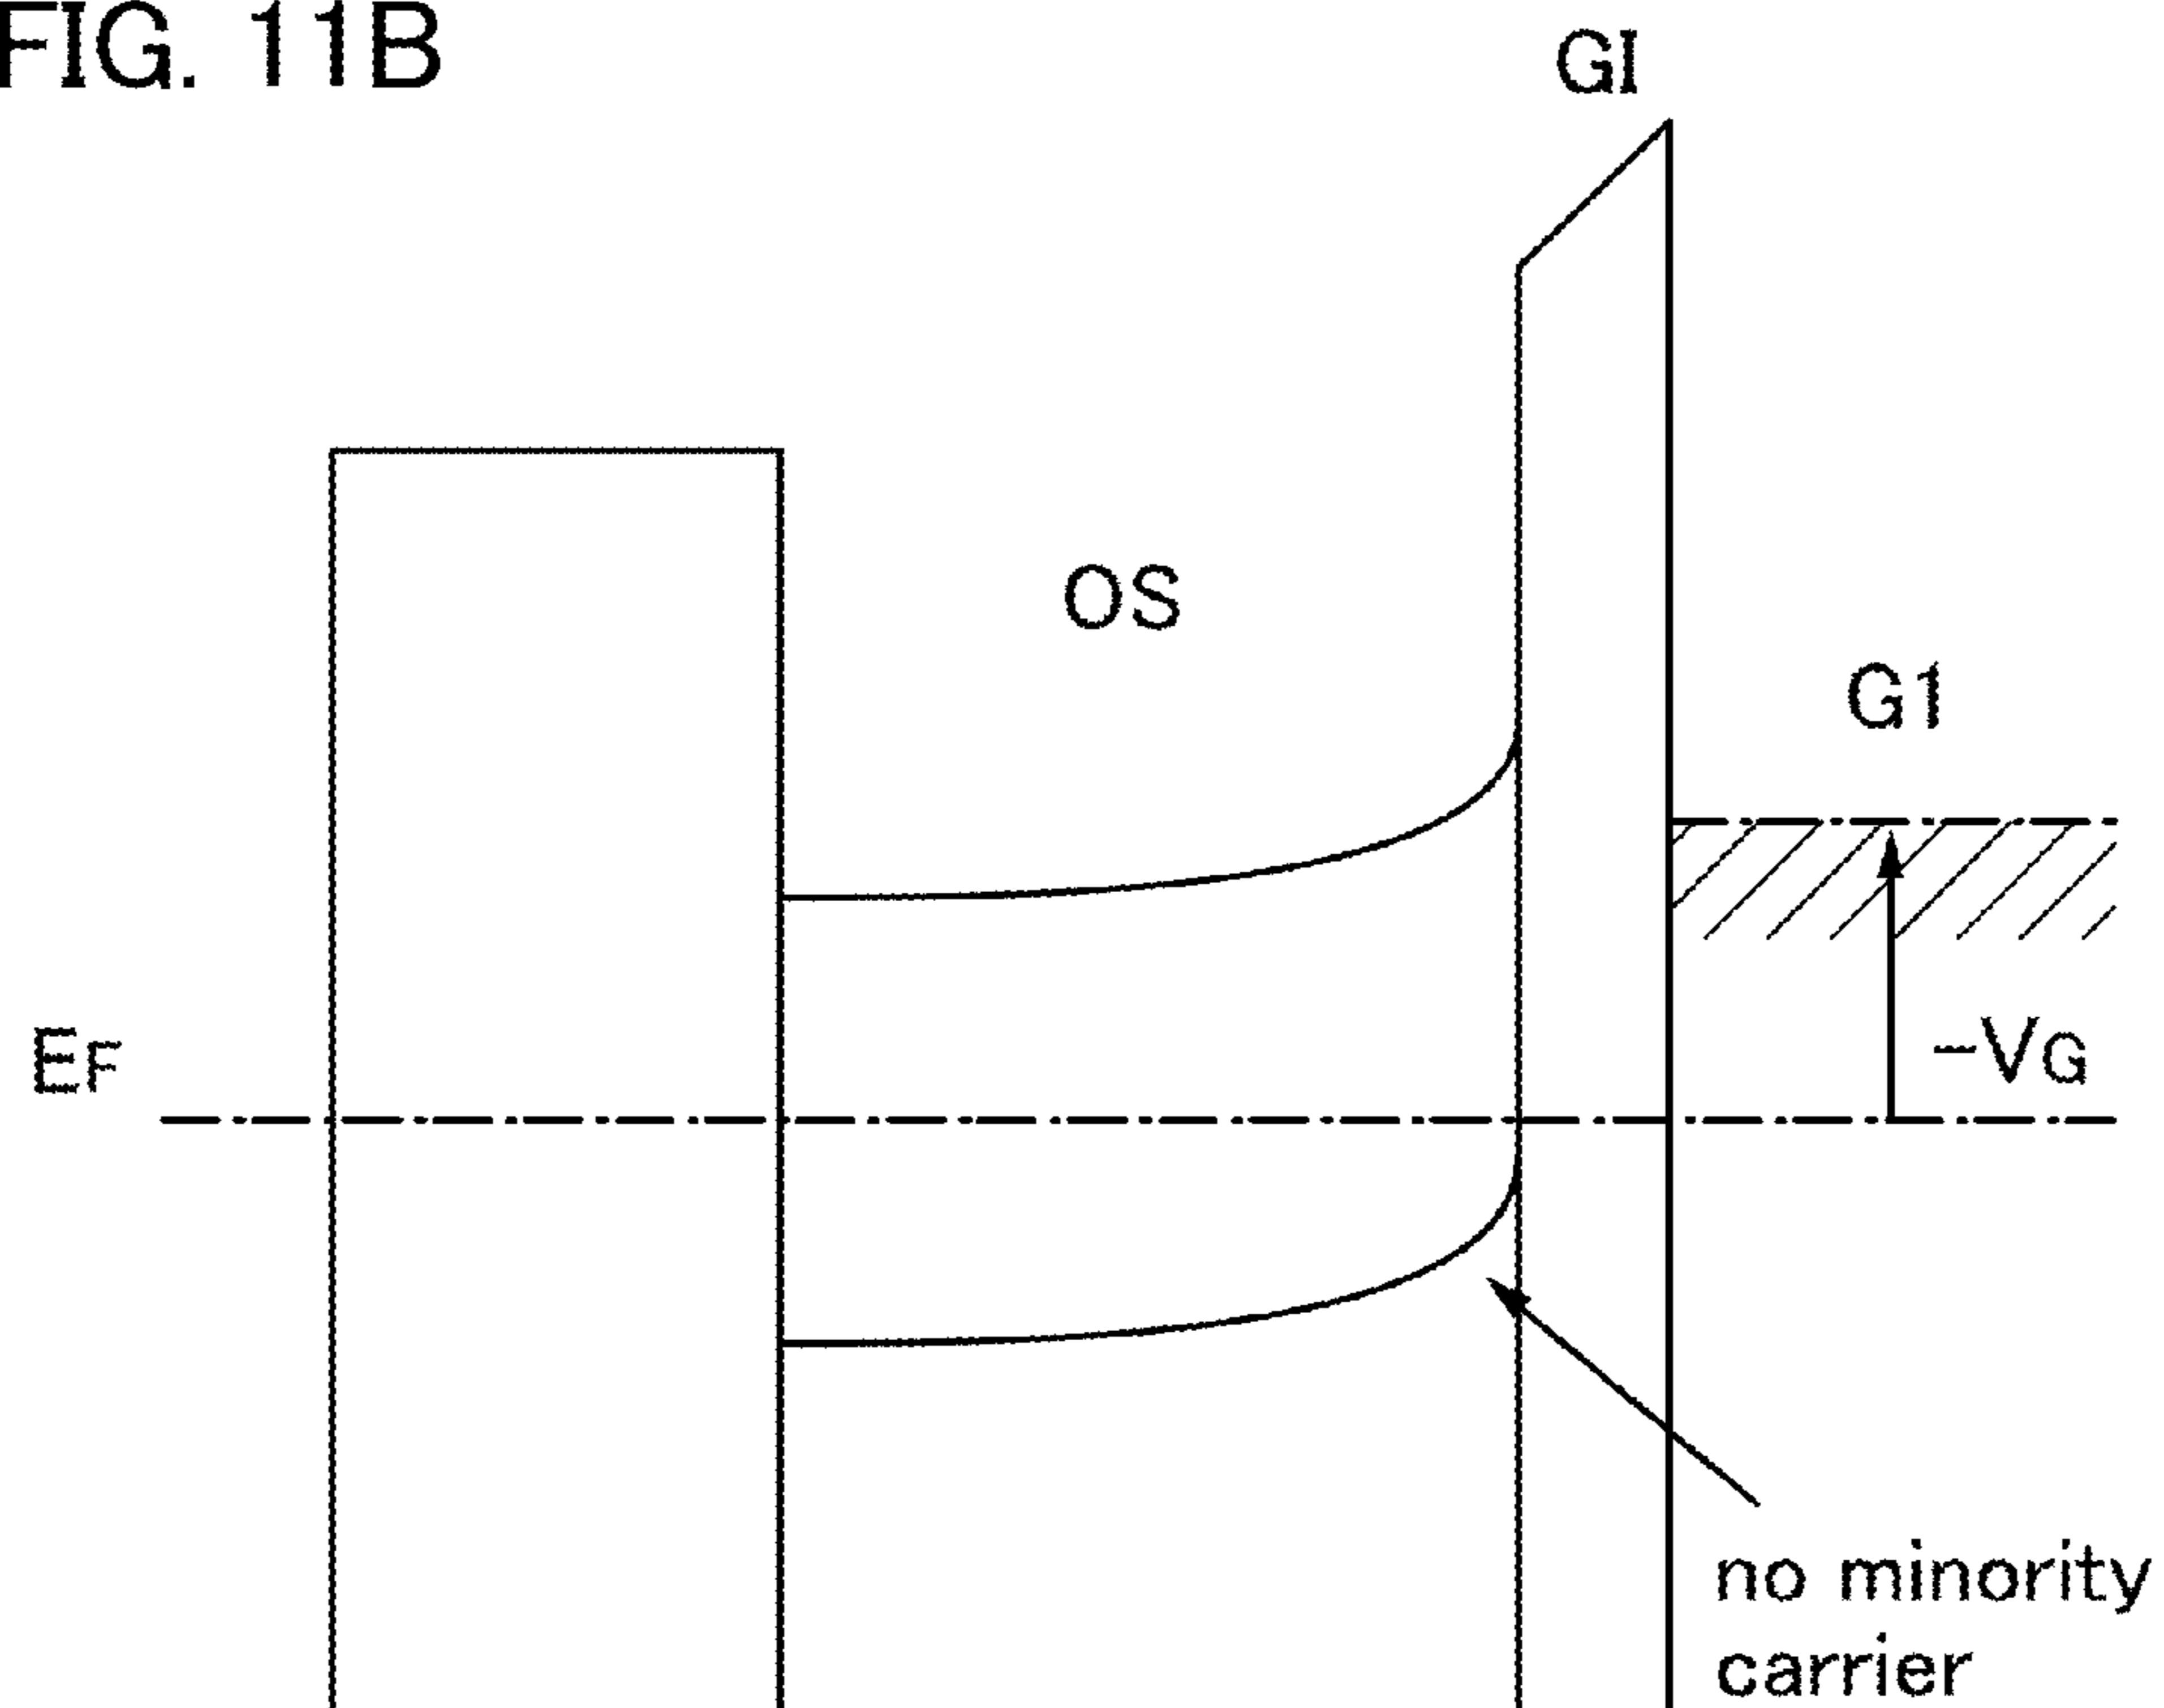 FIG. 11B
GI
OS
G1
EF
-VG
no minority
carrier